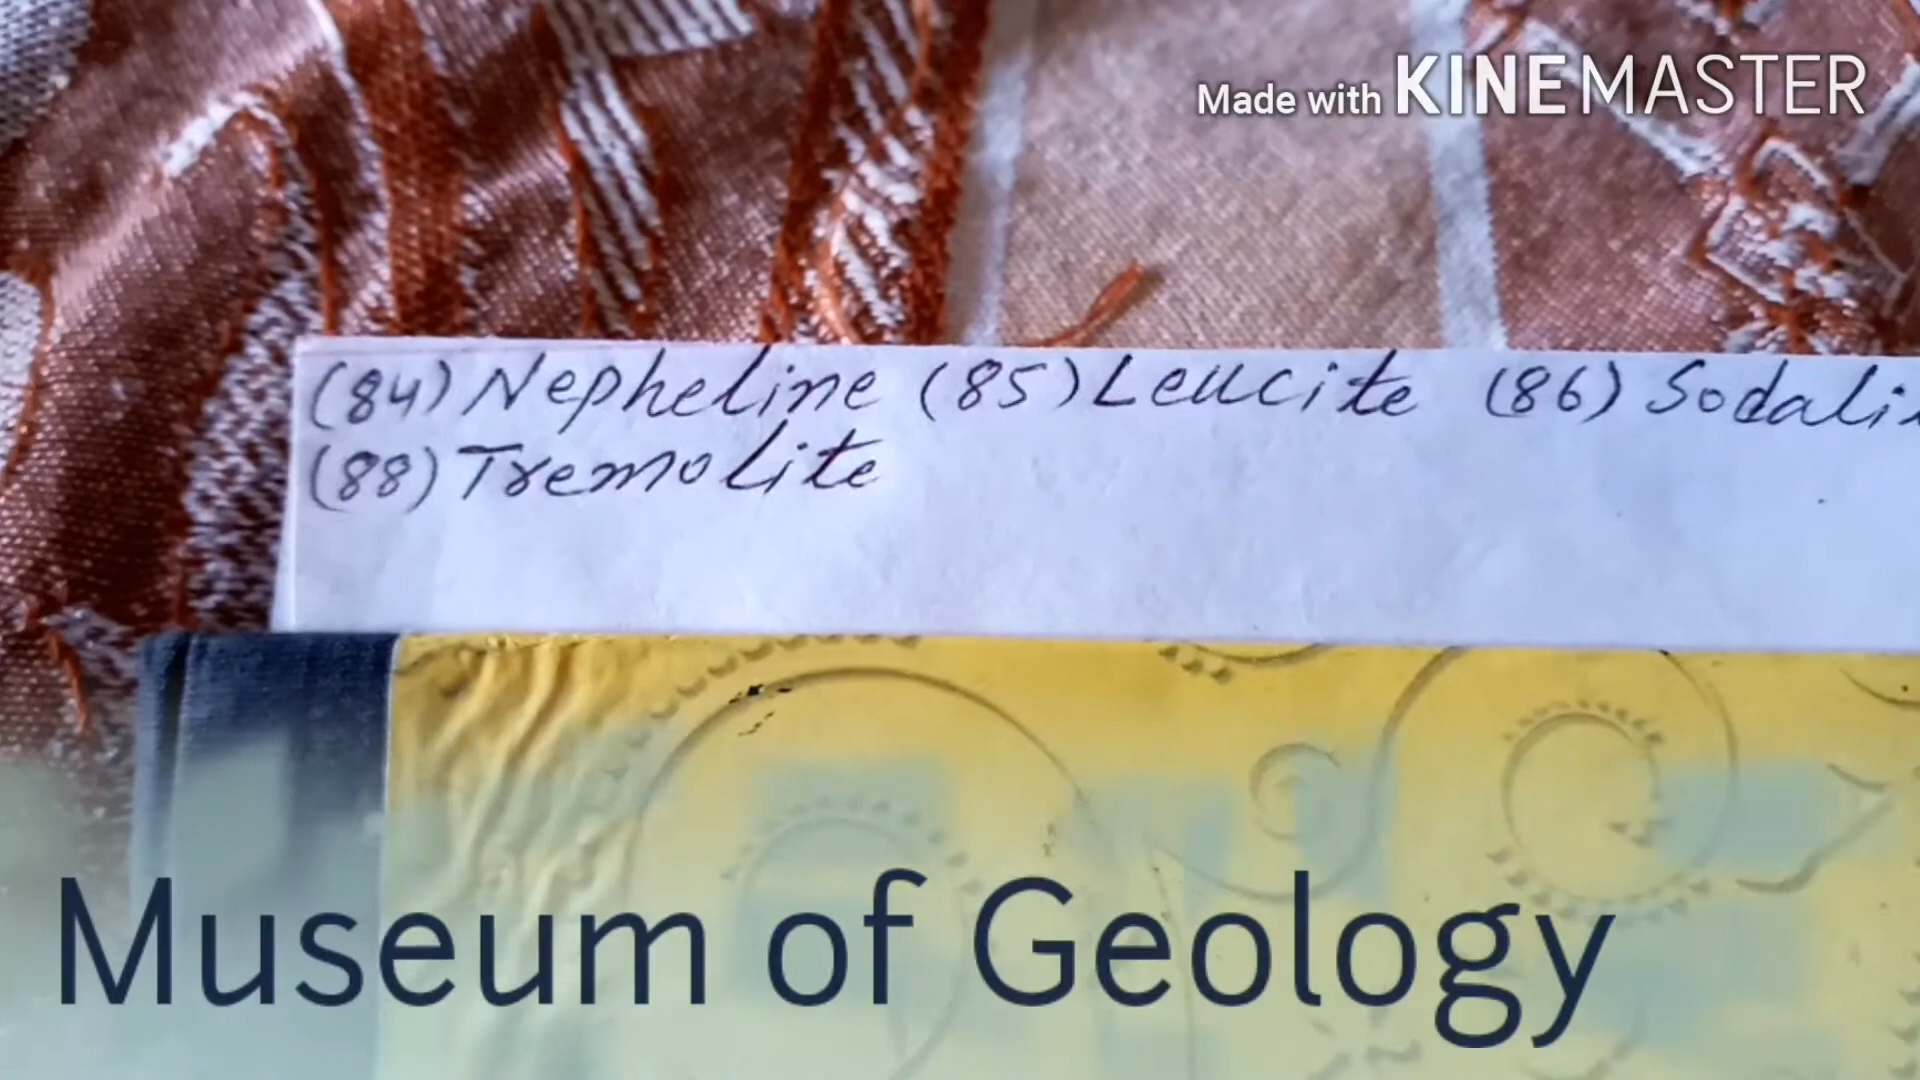 Made with KINEMASTER
(84) Nepheline (85) Leucite (86)
(88) Tremolite
Museum of Geology